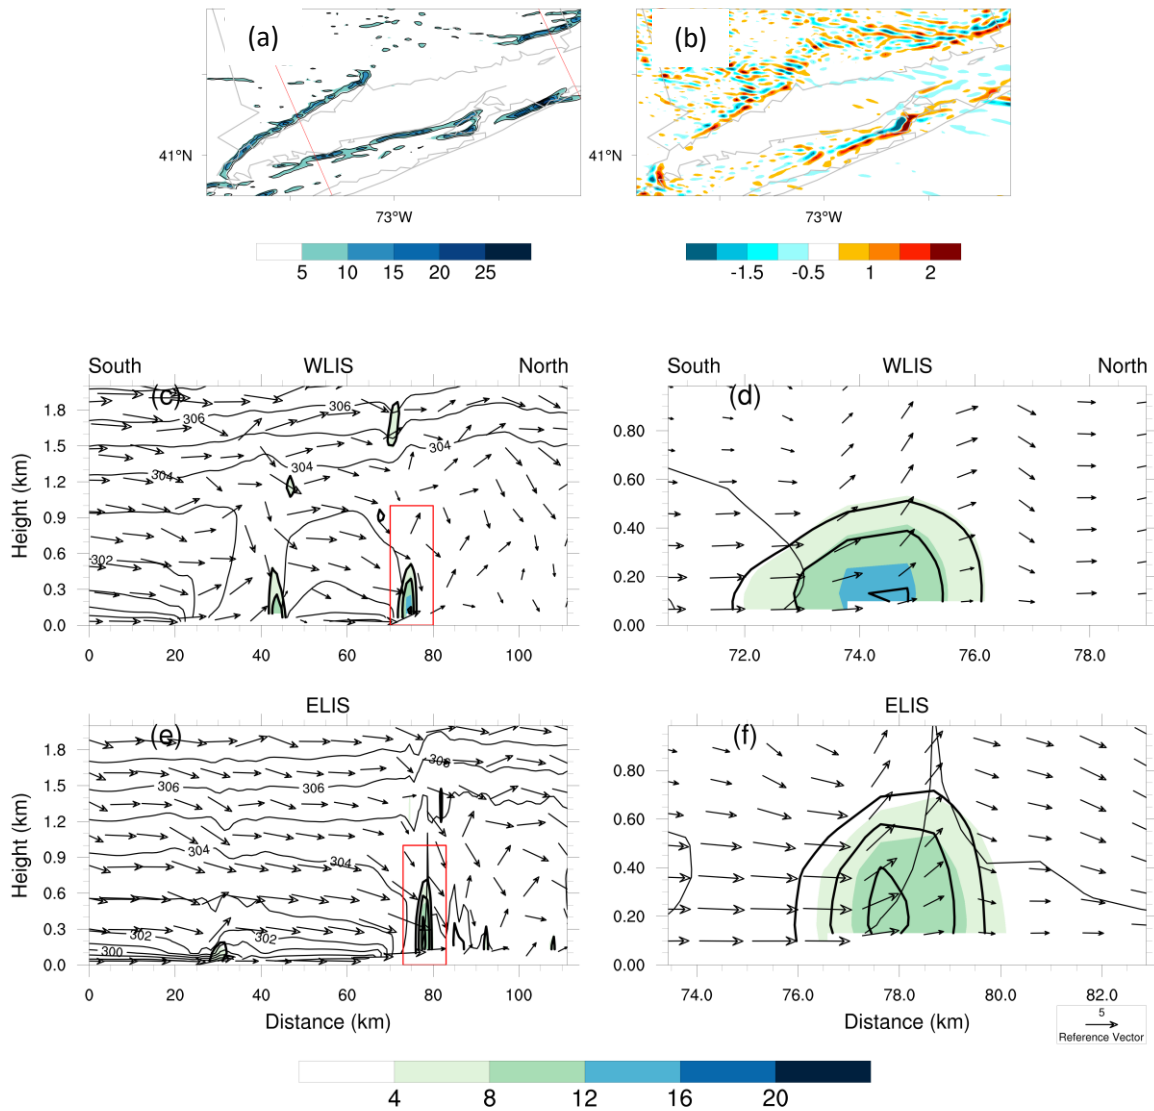 (a)
(b)
41°N
41°N
73°W
73°W
5 10 15 20 25
-1.5 -0.5 1 2
South WLIS North
South WLIS North
(c)
(d)
Height (km)
1.8
1.5
1.2
0.9
0.6
0.3
0.0
306
304
304
304
302
0 20 40 60 80 100
0.80
0.60
0.40
0.20
0.00
72.0 74.0 76.0 78.0
ELIS
ELIS
(e)
(f)
Height (km)
1.8
1.5
1.2
0.9
0.6
0.3
0.0
306
306
304
304
302
302
300
0 20 40 60 80 100
Distance (km)
0.80
0.60
0.40
0.20
0.00
74.0 76.0 78.0 80.0 82.0
Distance (km)
5
Reference Vector
4 8 12 16 20